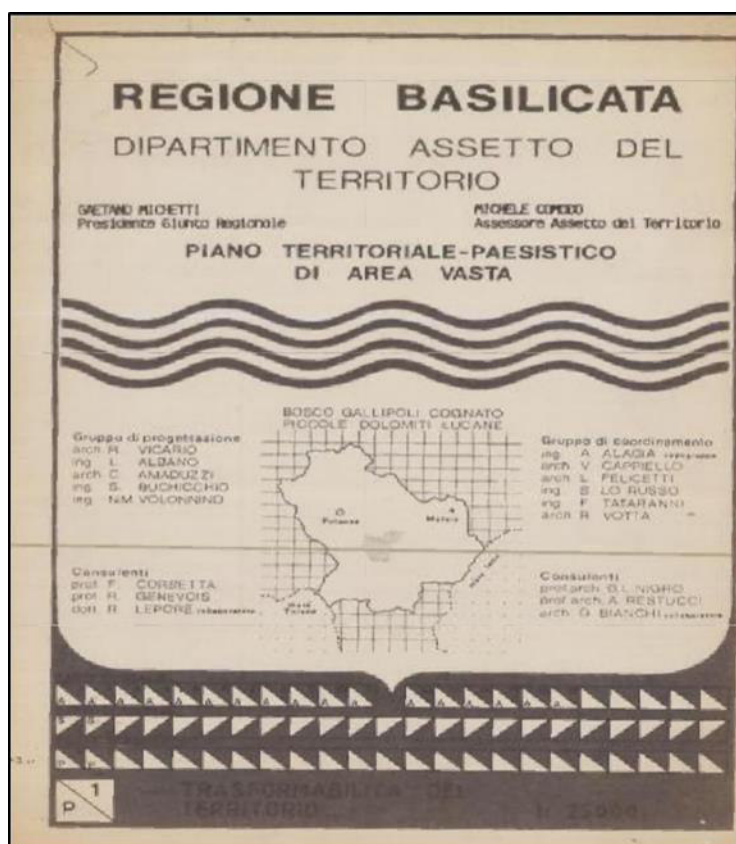 REGIONE BASILICATA
DIPARTIMENTO ASSETTO DEL
TERRITORIO
GAETANO MICHETTI
Presidente Giunta Regionale
MICHELE COMODO
Assessore Assetto del Territorio
PIANO TERRITORIALE-PAESISTICO
DI AREA VASTA
BOSCO GALLIPOLI COGNATO
PICCOLE DOLOMITI LUCANE
Gruppo di progettazione
arch. R. VICARIO
ing. L. ALBANO
arch. C. AMADUZZI
ing. S. BUCHICCHIO
ing. N.M. VOLONNINO
Consulenti
prof. F. CORBETTA
prof. R. GENEVOIS
dott. R. LEPORE
Potenza
Matera
Gruppo di coordinamento
ing. A. ALAGIA
arch. V. CAPPIELLO
arch. L. FELICETTI
ing. S. LO RUSSO
ing. F. TATARANNI
arch. R. VOTTA
Consulenti
prof.arch. G.L. NIGRO
prof.arch. A. RESTUCCI
arch. O. BIANCHI
P 1
TRASFORMABILITA DEL
TERRITORIO